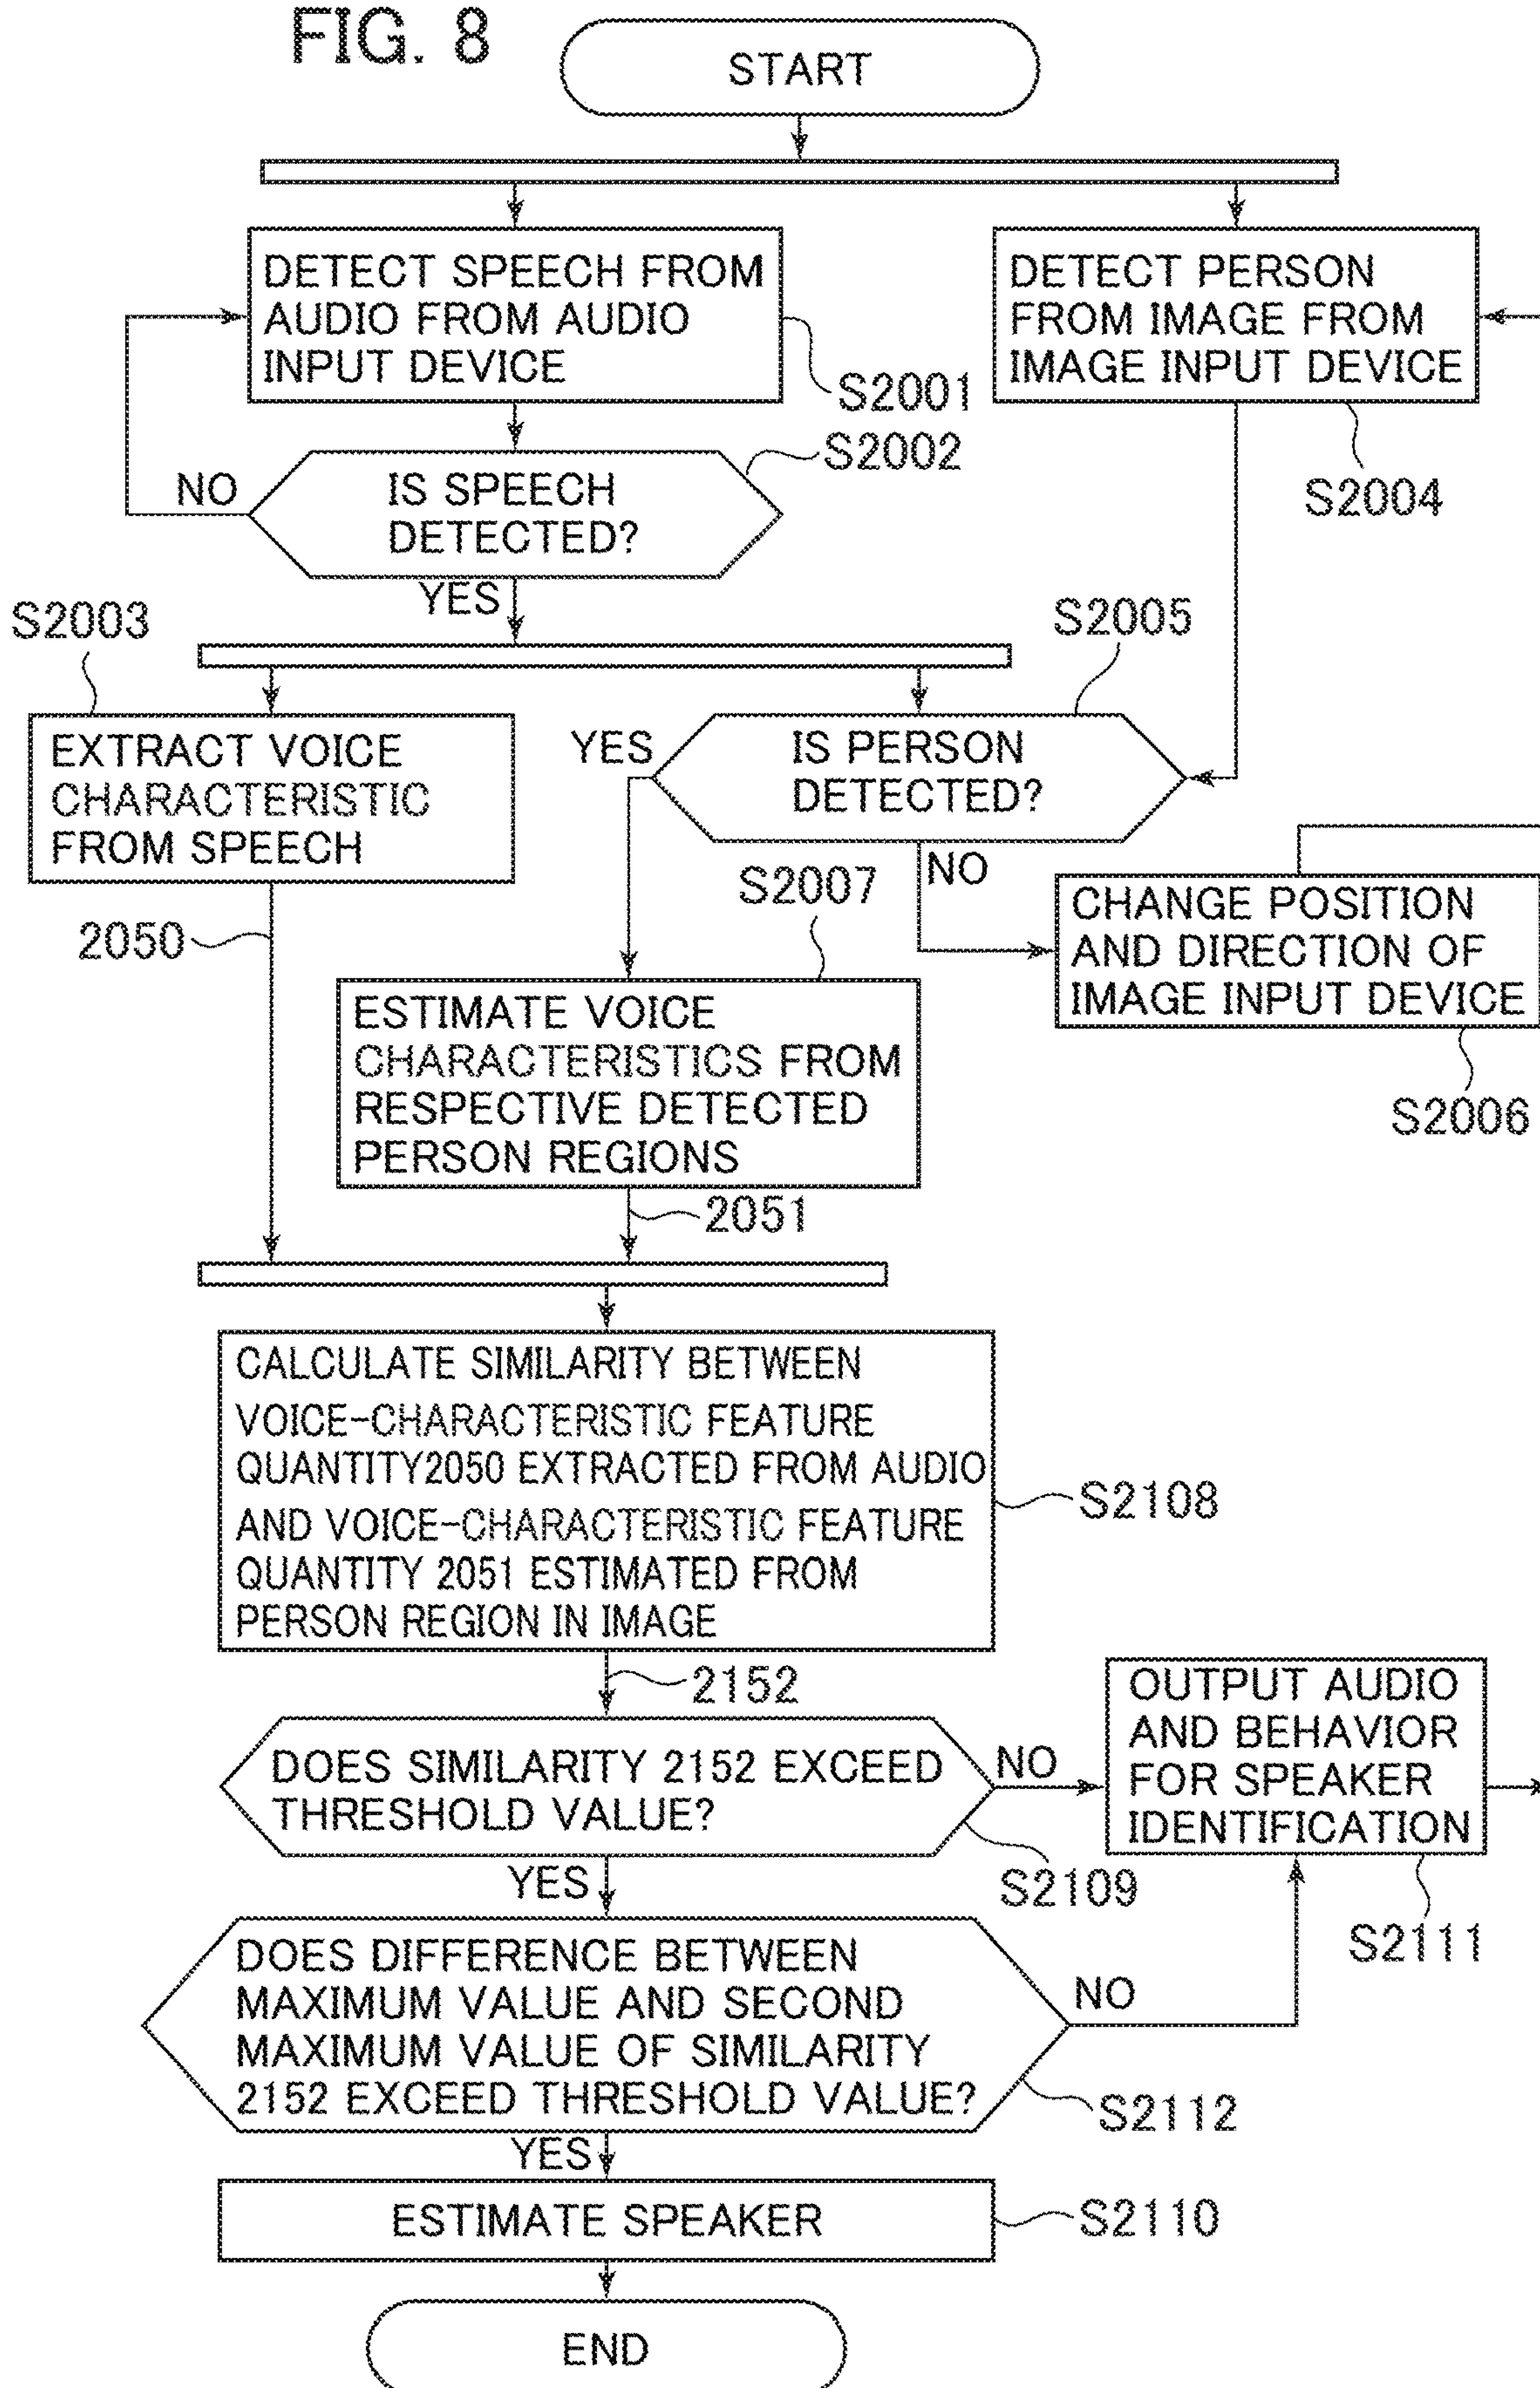 FIG. 8
START
DETECT SPEECH FROM
AUDIO FROM AUDIO
INPUT DEVICE
S2001
DETECT PERSON
FROM IMAGE FROM
IMAGE INPUT DEVICE
S2004
IS SPEECH
DETECTED?
S2002
NO
YES
S2003
EXTRACT VOICE
CHARACTERISTIC
FROM SPEECH
2050
S2005
IS PERSON
DETECTED?
YES
NO
CHANGE POSITION
AND DIRECTION OF
IMAGE INPUT DEVICE
S2006
S2007
ESTIMATE VOICE
CHARACTERISTICS FROM
RESPECTIVE DETECTED
PERSON REGIONS
2051
CALCULATE SIMILARITY BETWEEN
VOICE-CHARACTERISTIC FEATURE
QUANTITY2050 EXTRACTED FROM AUDIO
AND VOICE-CHARACTERISTIC FEATURE
QUANTITY 2051 ESTIMATED FROM
PERSON REGION IN IMAGE
S2108
2152
DOES SIMILARITY 2152 EXCEED
THRESHOLD VALUE?
NO
S2109
YES
OUTPUT AUDIO
AND BEHAVIOR
FOR SPEAKER
IDENTIFICATION
S2111
DOES DIFFERENCE BETWEEN
MAXIMUM VALUE AND SECOND
MAXIMUM VALUE OF SIMILARITY
2152 EXCEED THRESHOLD VALUE?
NO
S2112
YES
ESTIMATE SPEAKER
S2110
END